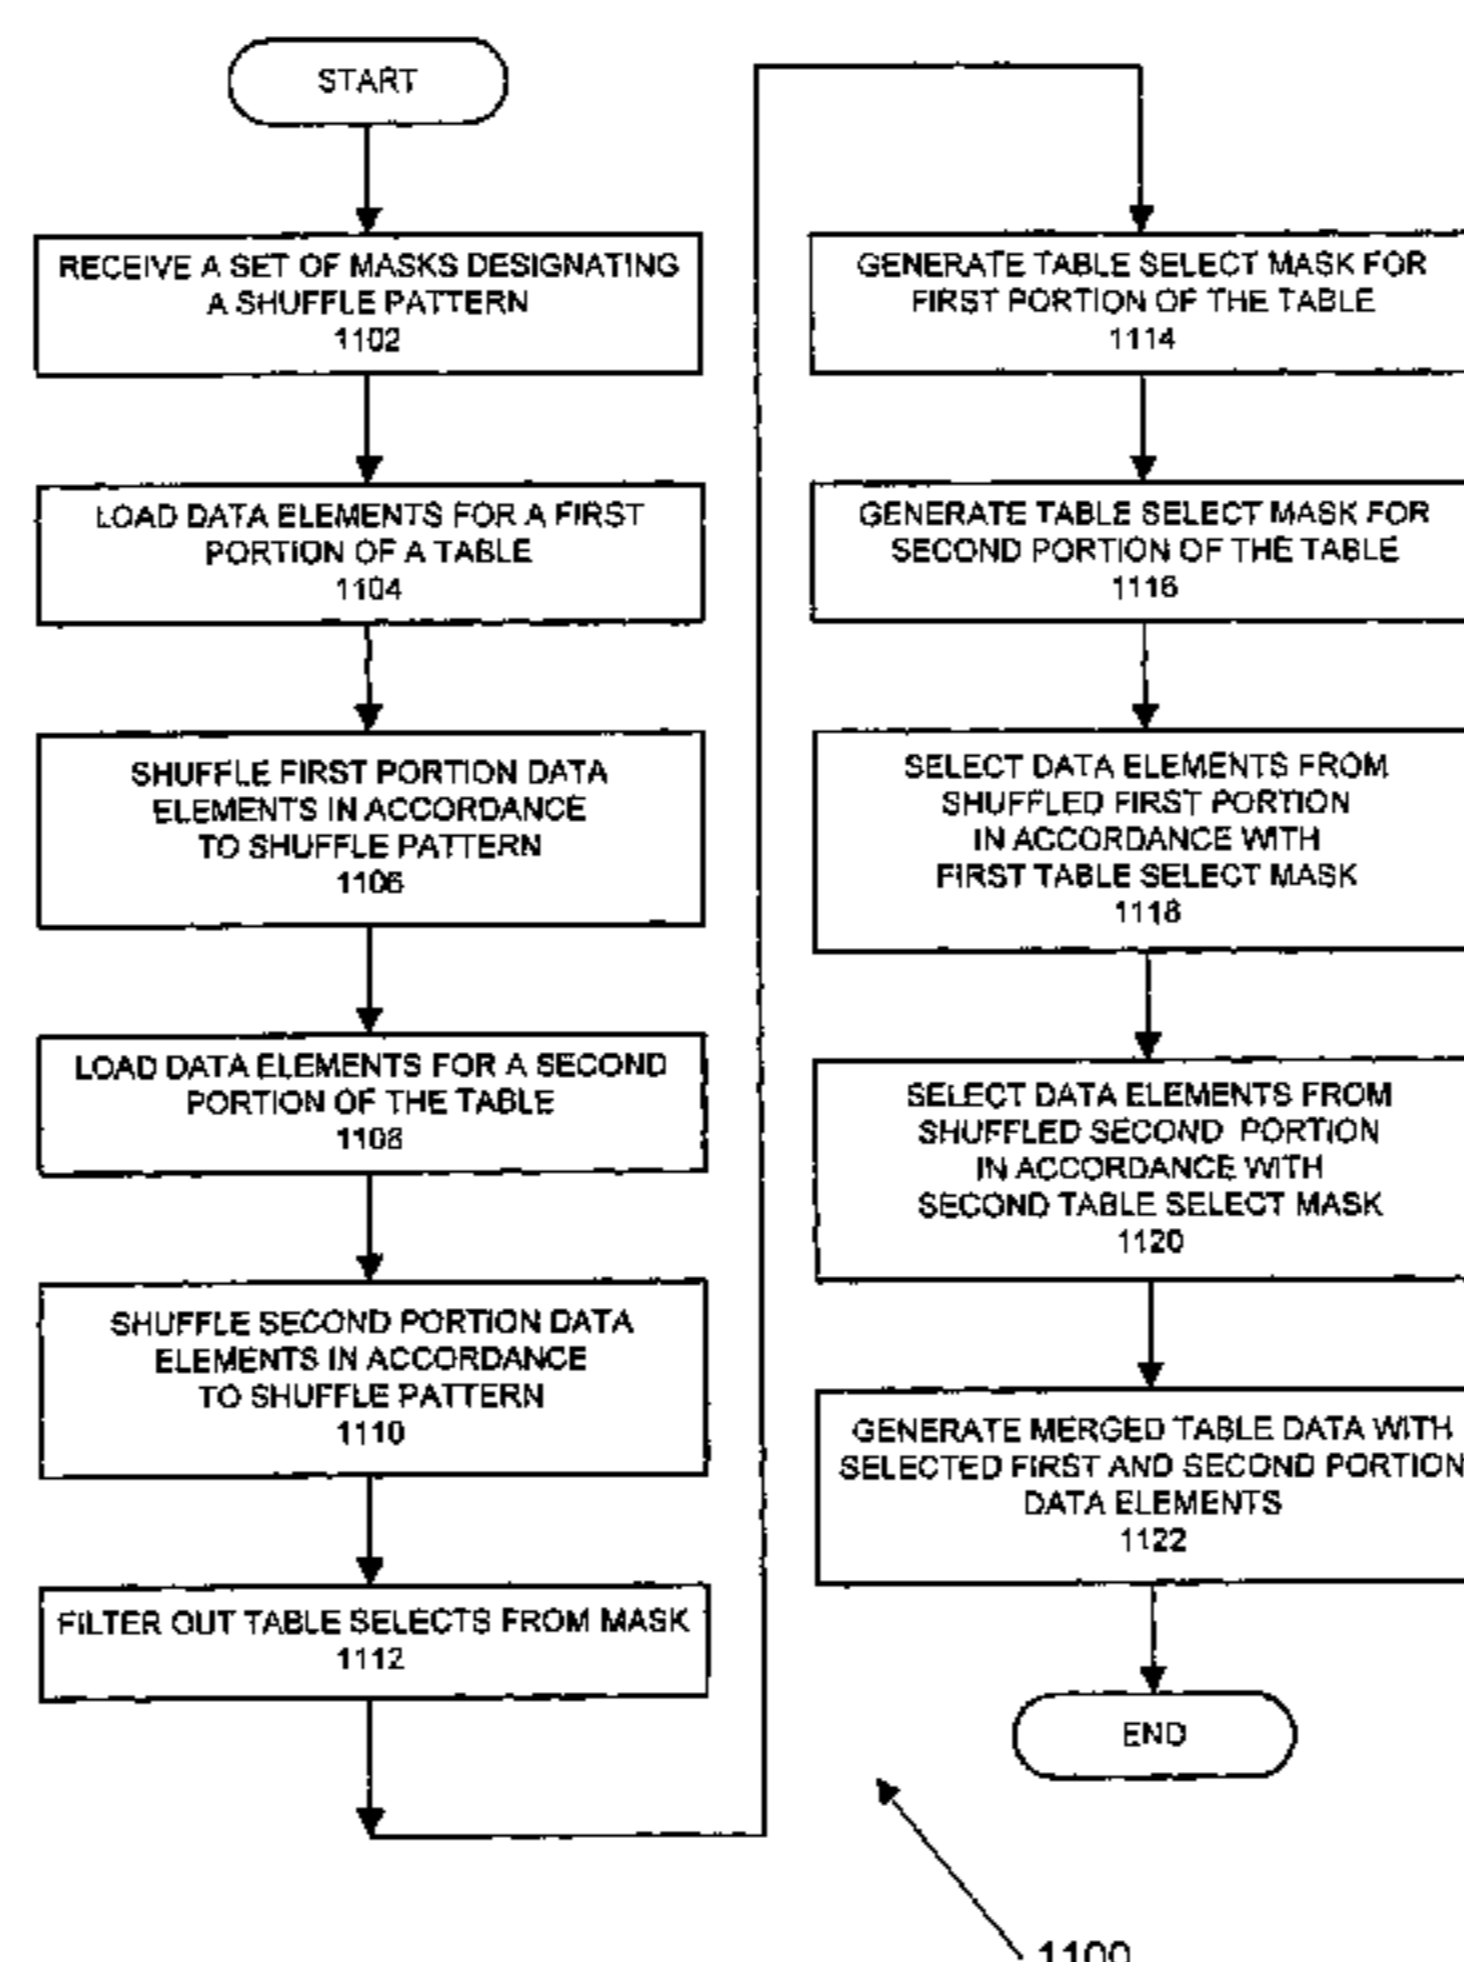 START
RECEIVE A SET OF MASKS DESIGNATING
A SHUFFLE PATTERN
1102
LOAD DATA ELEMENTS FOR A FIRST
PORTION OF A TABLE
1104
SHUFFLE FIRST PORTION DATA
ELEMENTS IN ACCORDANCE
TO SHUFFLE PATTERN
1106
LOAD DATA ELEMENTS FOR A SECOND
PORTION OF THE TABLE
1108
SHUFFLE SECOND PORTION DATA
ELEMENTS IN ACCORDANCE
TO SHUFFLE PATTERN
1110
FILTER OUT TABLE SELECTS FROM MASK
1112
GENERATE TABLE SELECT MASK FOR
FIRST PORTION OF THE TABLE
1114
GENERATE TABLE SELECT MASK FOR
SECOND PORTION OF THE TABLE
1116
SELECT DATA ELEMENTS FROM
SHUFFLED FIRST PORTION
IN ACCORDANCE WITH
FIRST TABLE SELECT MASK
1118
SELECT DATA ELEMENTS FROM
SHUFFLED SECOND PORTION
IN ACCORDANCE WITH
SECOND TABLE SELECT MASK
1120
GENERATE MERGED TABLE DATA WITH
SELECTED FIRST AND SECOND PORTION
DATA ELEMENTS
1122
END
1100